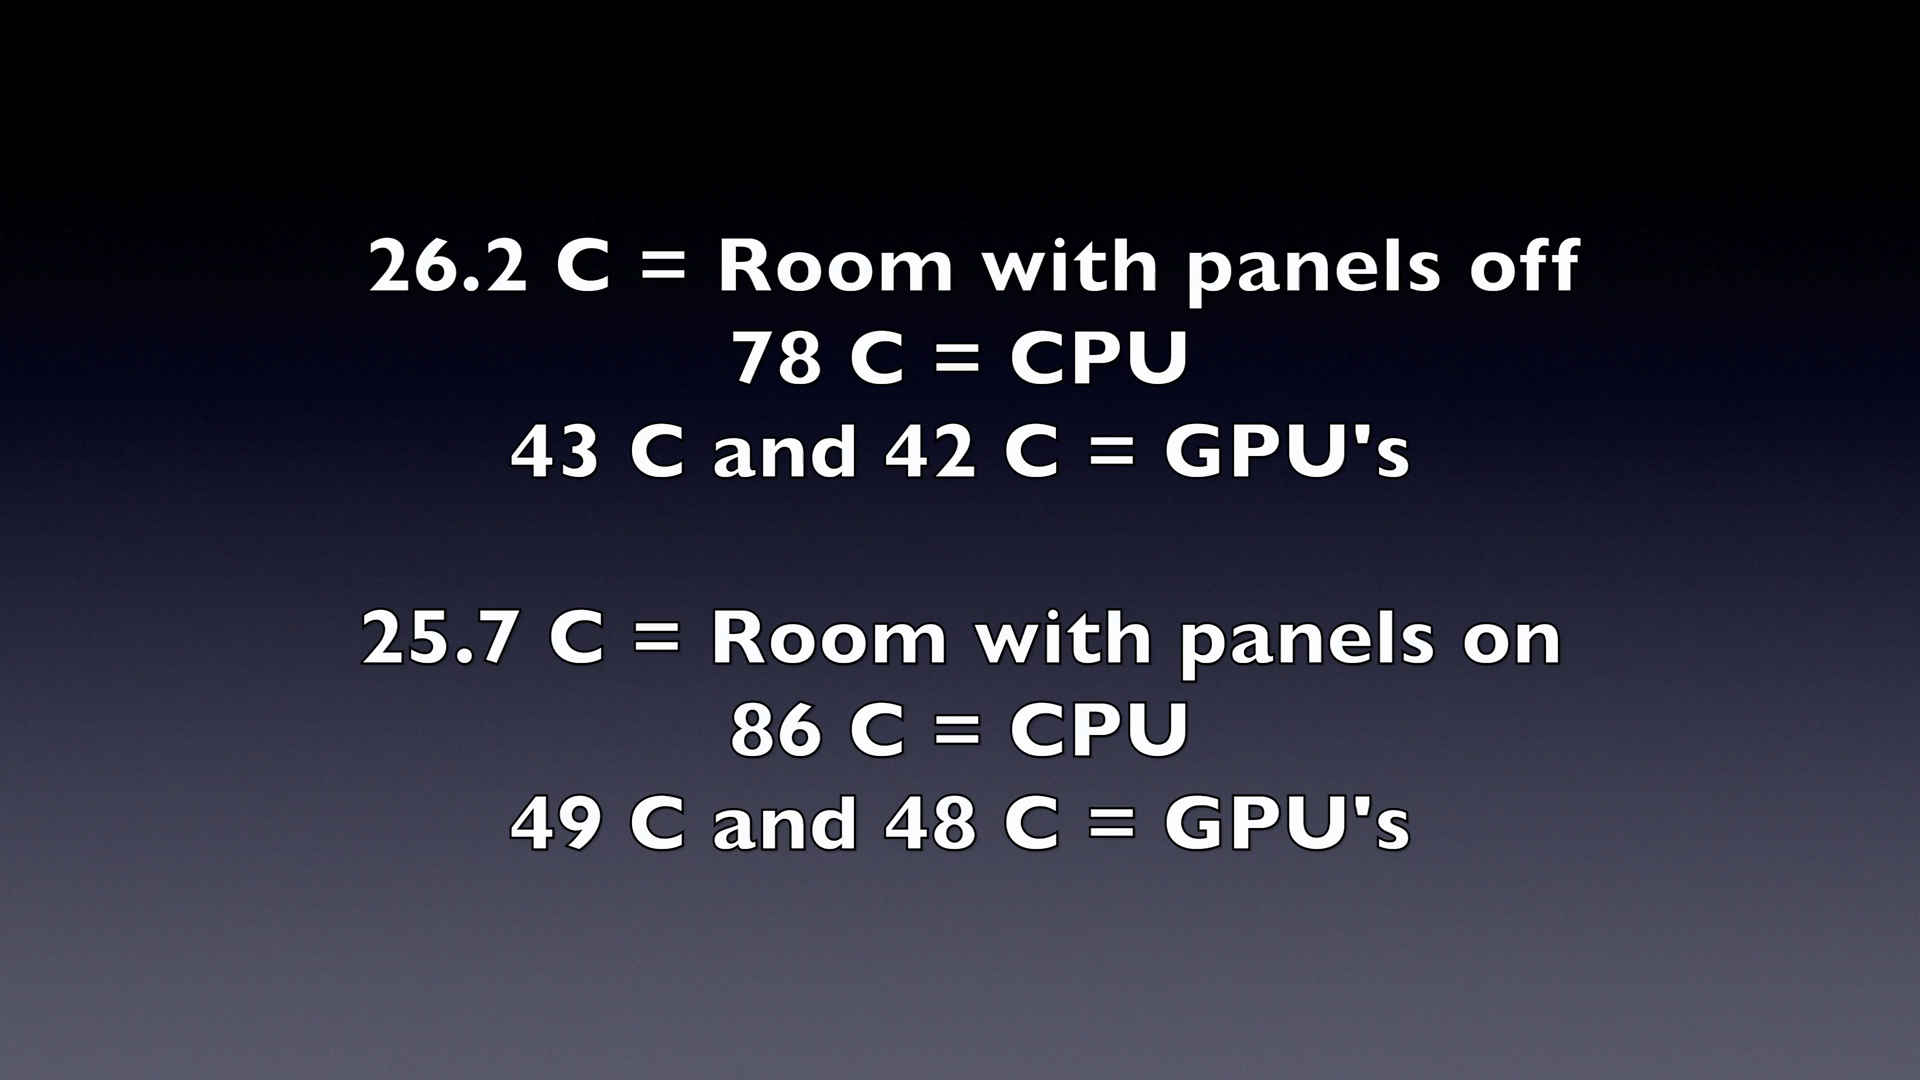 26.2 C = Room with panels off
78 C = CPU
43 C and 42 C = GPU's
25.7 C = Room with panels on
86 C = CPU
49 C and 48 C = GPU's